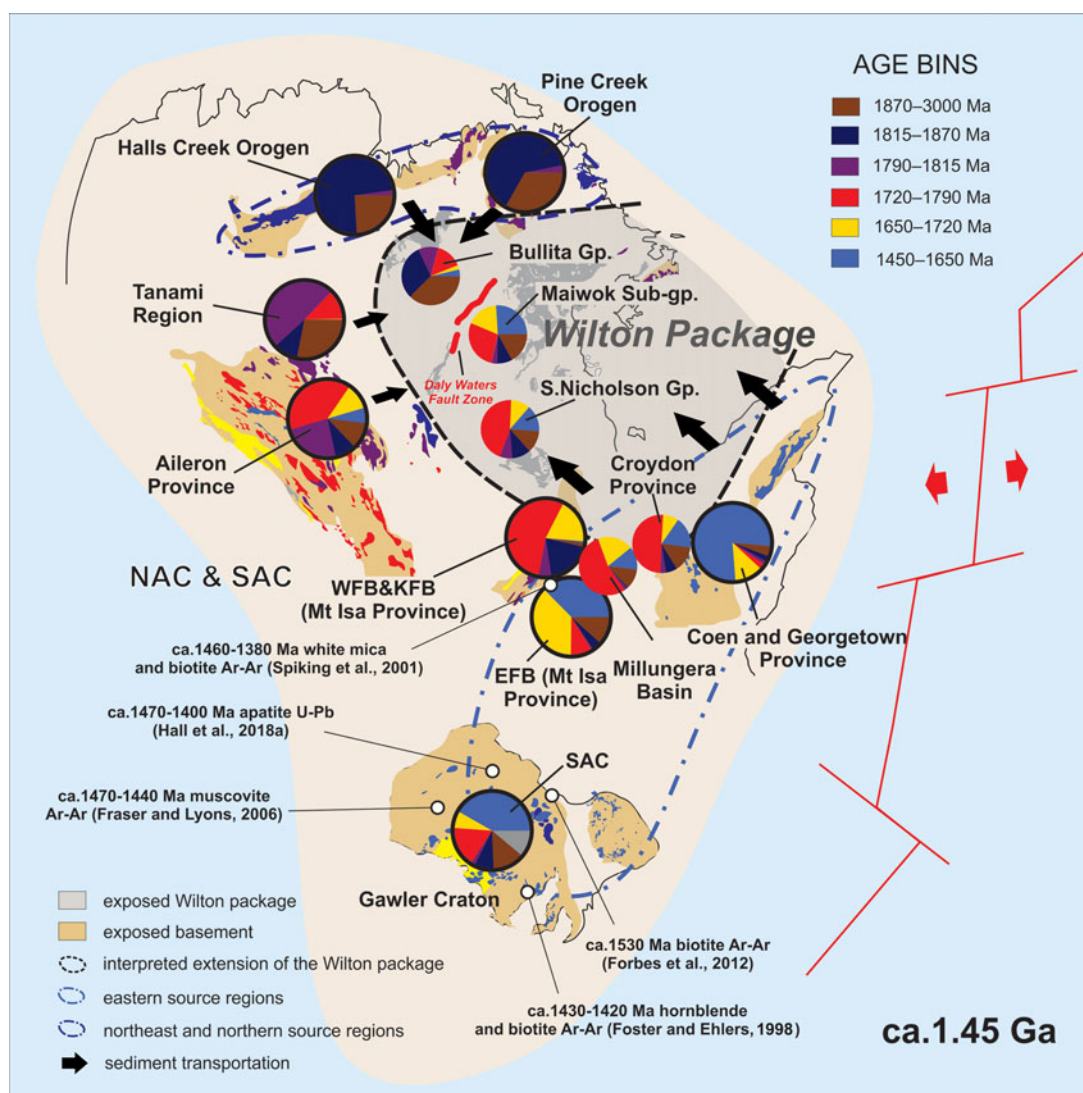 Pine Creek
Orogen
Halls Creek Orogen
AGE BINS
1870–3000 Ma
1815–1870 Ma
1790–1815 Ma
1720–1790 Ma
1650–1720 Ma
1450–1650 Ma
Bullita Gp.
Tanami
Region
Maiwok Sub-gp.
Wilton Package
Daly Waters
Fault Zone
S.Nicholson Gp.
Aileron
Province
Croydon
Province
NAC & SAC
WFB&KFB
(Mt Isa Province)
ca.1460-1380 Ma white mica
and biotite Ar-Ar (Spiking et al., 2001)
EFB (Mt Isa
Province)
Millungera
Basin
Coen and Georgetown
Province
ca.1470-1400 Ma apatite U-Pb
(Hall et al., 2018a)
SAC
ca.1470-1440 Ma muscovite
Ar-Ar (Fraser and Lyons, 2006)
Gawler Craton
exposed Wilton package
exposed basement
interpreted extension of the Wilton package
eastern source regions
northeast and northern source regions
sediment transportation
ca.1530 Ma biotite Ar-Ar
(Forbes et al., 2012)
ca.1430-1420 Ma hornblende
and biotite Ar-Ar (Foster and Ehlers, 1998)
ca.1.45 Ga